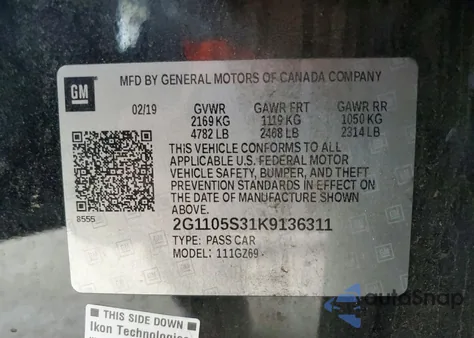 GM
MFD BY GENERAL MOTORS OF CANADA COMPANY
02/19 GVWR GAWR FRT GAWR RR
2169 KG 1119 KG 1050 KG
4782 LB 2468 LB 2314 LB
THIS VEHICLE CONFORMS TO ALL
APPLICABLE U.S. FEDERAL MOTOR
VEHICLE SAFETY, BUMPER, AND THEFT
PREVENTION STANDARDS IN EFFECT ON
THE DATE OF MANUFACTURE SHOWN
ABOVE.
8555
2G1105S31K9136311
TYPE: PASS CAR
MODEL: 111GZ69
THIS SIDE DOWN
Ikon Technologies
autoSnap